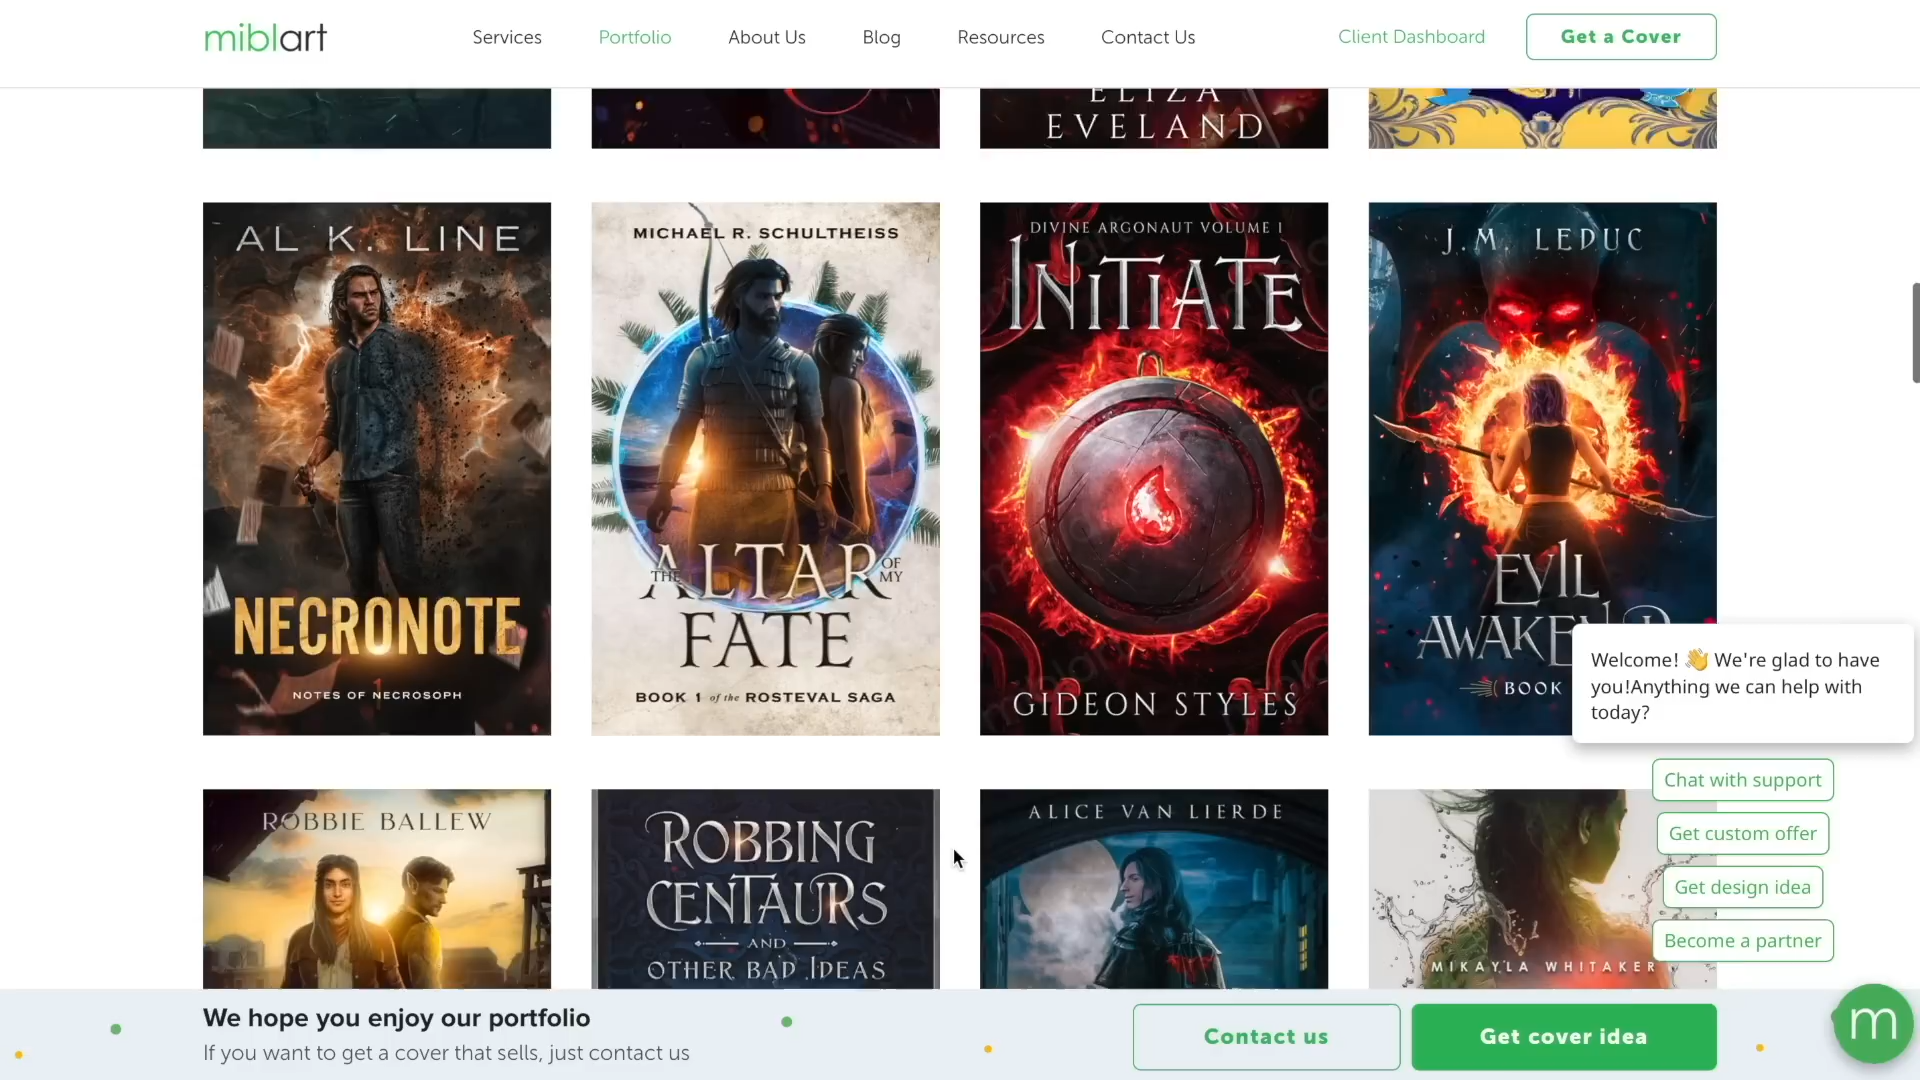 miblart
Services
Portfolio
About Us
Blog
Resources
Contact Us
Client Dashboard
Get a Cover
ELIZA
EVELAND
AL K. LINE
NECRONOTE
NOTES OF NECROSOPH
MICHAEL R. SCHULTHEISS
THE ALTAR OF MY
FATE
BOOK 1 of the ROSTEVAL SAGA
DIVINE ARGONAUT VOLUME I
INITIATE
GIDEON STYLES
J.M. LEDUC
EVIL
BOOK
Welcome! 👋 We're glad to have
you!Anything we can help with
today?
Chat with support
Get custom offer
Get design idea
Become a partner
ROBBIE BALLEW
ROBBING
CENTAURS
AND
OTHER BAD IDEAS
ALICE VAN LIERDE
MIKAYLA WHITAKER
We hope you enjoy our portfolio
If you want to get a cover that sells, just contact us
Contact us
Get cover idea
m